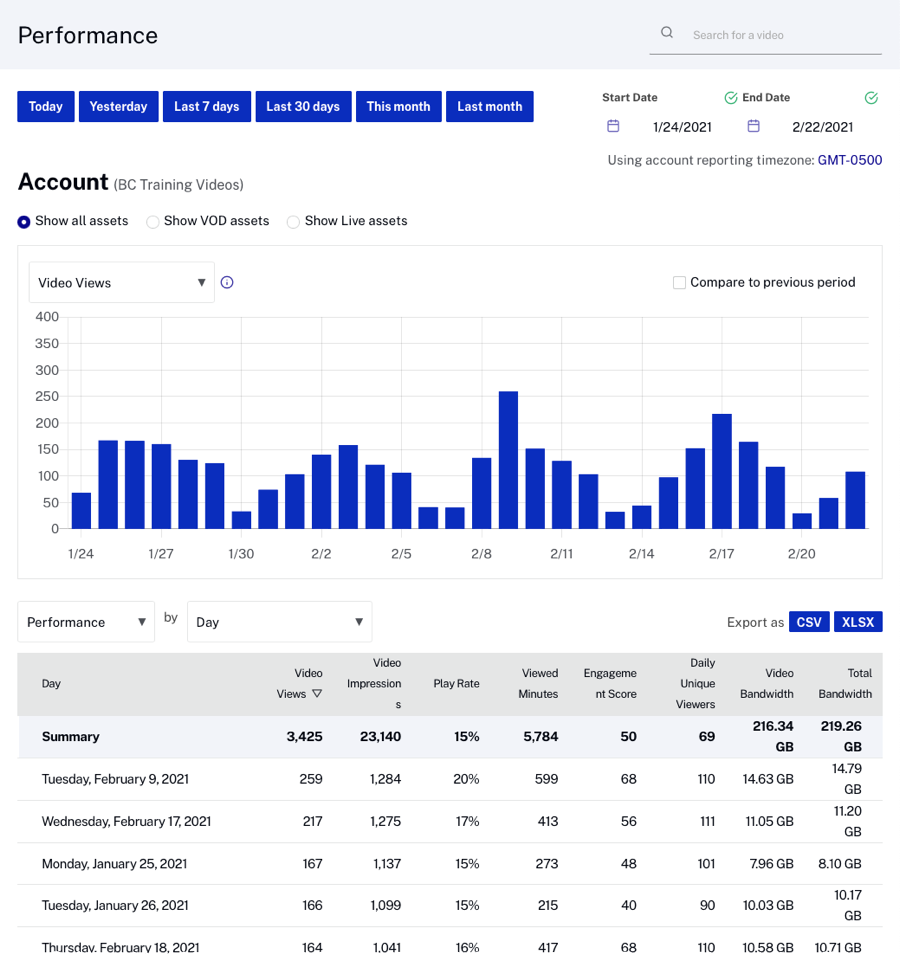 Performance
Search for a video
Today Yesterday Last 7 days Last 30 days This month Last month
Start Date End Date
1/24/2021 2/22/2021
Using account reporting timezone: GMT-0500
Account (BC Training Videos)
Show all assets Show VOD assets Show Live assets
Video Views Compare to previous period
400
350
300
250
200
150
100
50
0
1/24 1/27 1/30 2/2 2/5 2/8 2/11 2/14 2/17 2/20
Performance by Day Export as CSV XLSX
Day Video Views Video Impressions Play Rate Viewed Minutes Engagement Score Daily Unique Viewers Video Bandwidth Total Bandwidth
Summary 3,425 23,140 15% 5,784 50 69 216.34 GB 219.26 GB
Tuesday, February 9, 2021 259 1,284 20% 599 68 110 14.63 GB 14.79 GB
Wednesday, February 17, 2021 217 1,275 17% 413 56 111 11.05 GB 11.20 GB
Monday, January 25, 2021 167 1,137 15% 273 48 101 7.96 GB 8.10 GB
Tuesday, January 26, 2021 166 1,099 15% 215 40 90 10.03 GB 10.17 GB
Thursday, February 18, 2021 164 1,041 16% 417 68 110 10.58 GB 10.71 GB